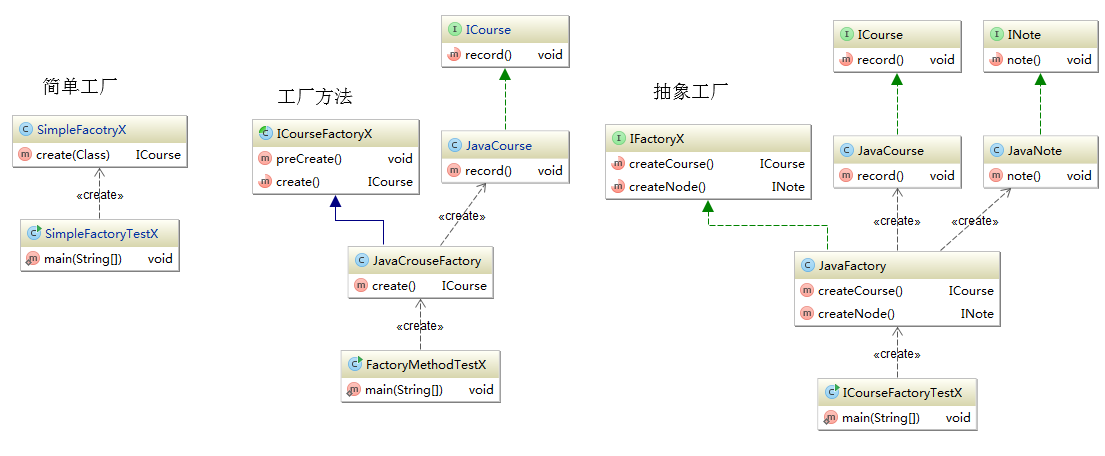 简单工厂
SimpleFacotryX
create(Class) ICourse
«create»
SimpleFactoryTestX
main(String[]) void
工厂方法
ICourse
record() void
ICourseFactoryX
preCreate() void
create() ICourse
JavaCourse
record() void
«create»
JavaCrouseFactory
create() ICourse
«create»
FactoryMethodTestX
main(String[]) void
抽象工厂
ICourse
record() void
INote
note() void
IFactoryX
createCourse() ICourse
createNode() INote
JavaCourse
record() void
JavaNote
note() void
«create»
«create»
JavaFactory
createCourse() ICourse
createNode() INote
«create»
ICourseFactoryTestX
main(String[]) void